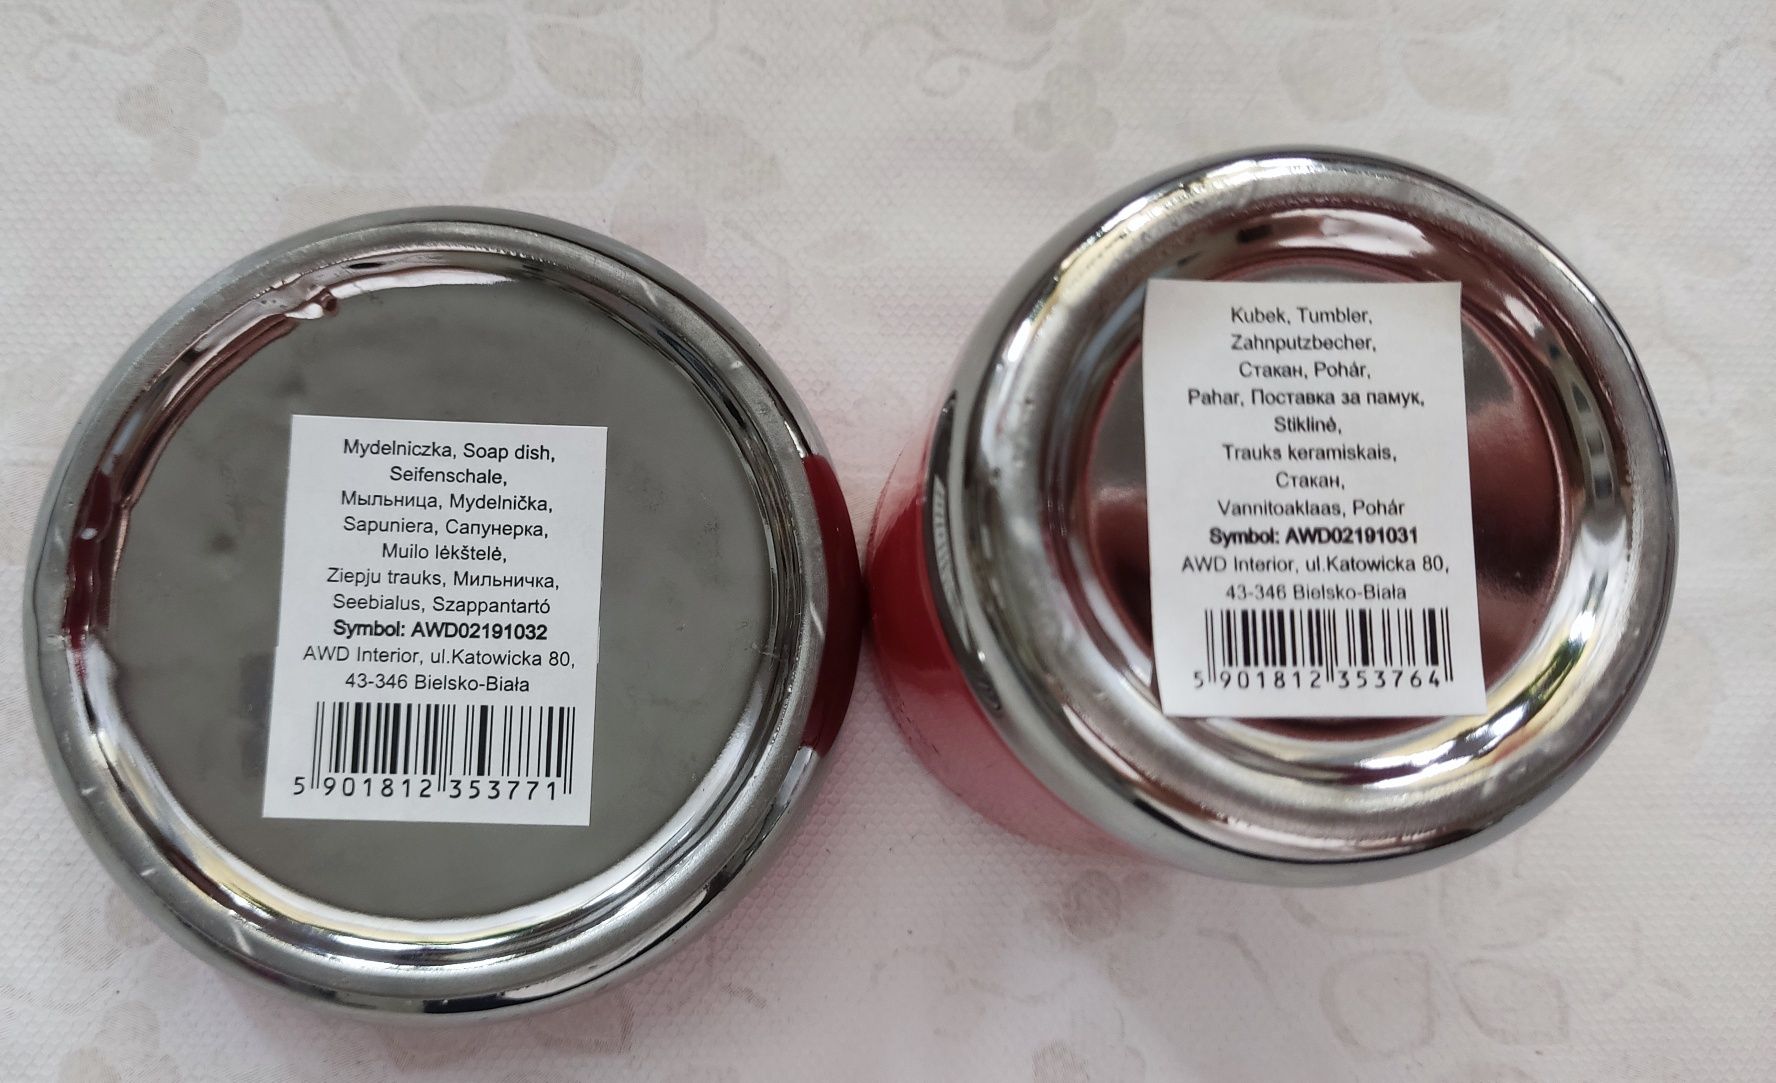 Mydelniczka, Soap dish,
Seifenschale,
Мыльница, Mydelnička,
Sapuniera, Сапунерка,
Muilo lėkštelė,
Ziepju trauks, Мильничка,
Seebialus, Szappantartó
Symbol: AWD02191032
AWD Interior, ul.Katowicka 80,
43-346 Bielsko-Biała
5 901812 353771
Kubek, Tumbler,
Zahnputzbecher,
Стакан, Pohár,
Pahar, Поставка за памук,
Stiklinė,
Trauks keramiskais,
Стакан,
Vannitoaklaas, Pohár
Symbol: AWD02191031
AWD Interior, ul.Katowicka 80,
43-346 Bielsko-Biała
5 901812 353764